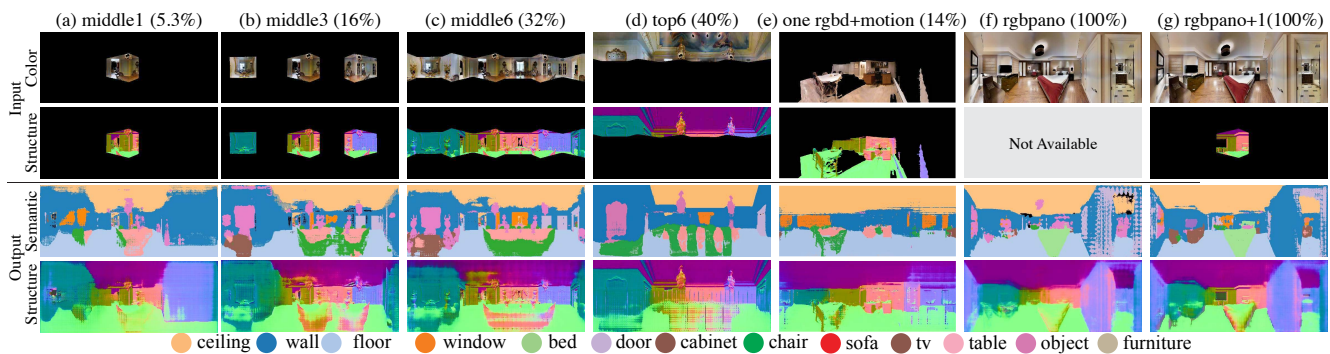 (a) middle1 (5.3%) (b) middle3 (16%) (c) middle6 (32%) (d) top6 (40%) (e) one rgbd+motion (14%) (f) rgbpano (100%) (g) rgbpano+1(100%)
Input
Color
Structure
Not Available
Output
Semantic
Structure
ceiling wall floor window bed door cabinet chair sofa tv table object furniture